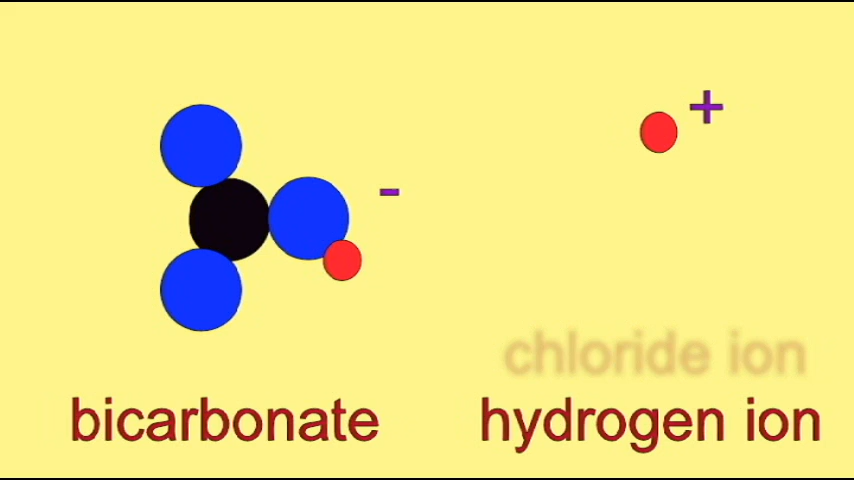 +
-
chloride ion
bicarbonate
hydrogen ion